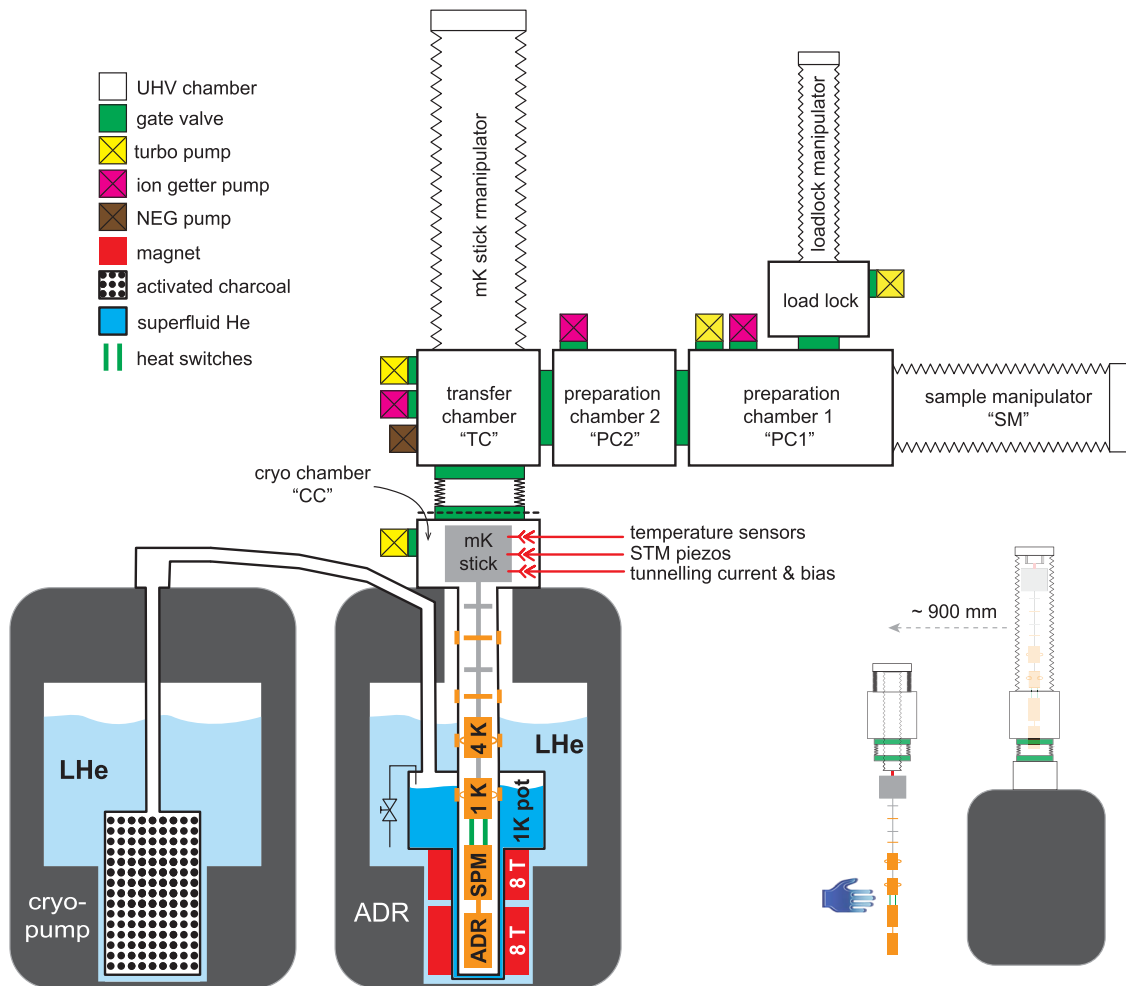 UHV chamber
gate valve
turbo pump
ion getter pump
NEG pump
magnet
activated charcoal
superfluid He
heat switches
mK stick rmanipulator
loadlock manipulator
load lock
transfer
chamber
“TC”
preparation
chamber 2
“PC2”
preparation
chamber 1
“PC1”
sample manipulator
“SM”
cryo chamber
“CC”
mK
stick
temperature sensors
STM piezos
tunnelling current & bias
~ 900 mm
LHe
cryo-
pump
LHe
4 K
1 K
1K pot
SPM
8 T
ADR
ADR
8 T